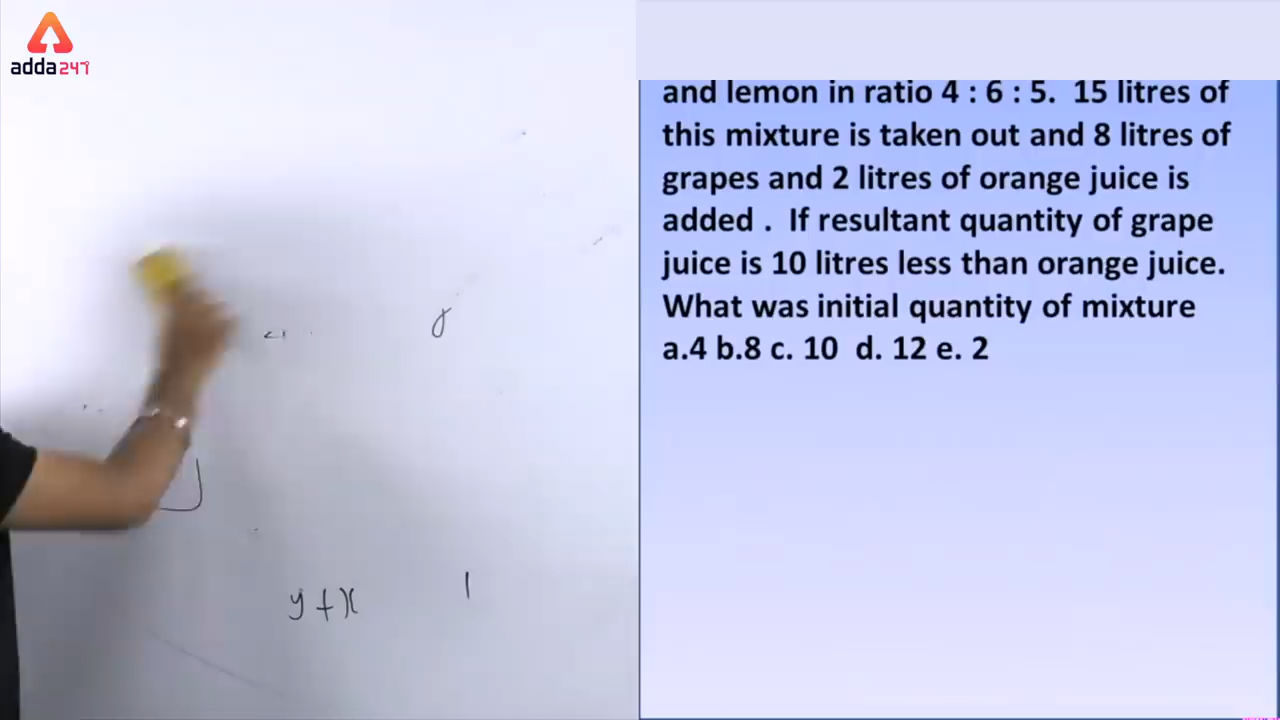 adda247
and lemon in ratio 4 : 6 : 5. 15 litres of
this mixture is taken out and 8 litres of
grapes and 2 litres of orange juice is
added . If resultant quantity of grape
juice is 10 litres less than orange juice.
What was initial quantity of mixture
a.4 b.8 c. 10 d. 12 e. 2
y + x